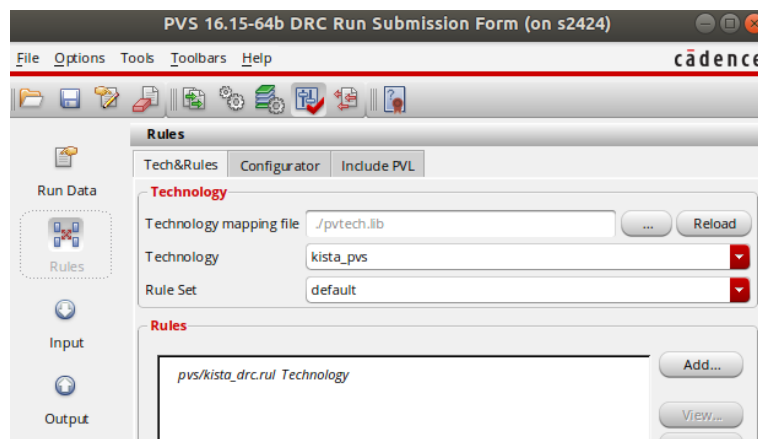 PVS 16.15-64b DRC Run Submission Form (on s2424)
File Options Tools Toolbars Help
cādence
Rules
Tech&Rules Configurator Include PVL
Run Data
Technology
Technology mapping file ./pvtech.lib ... Reload
Rules
Technology kista_pvs
Rule Set default
Input
Rules
pvs/kista_drc.rul Technology
Add...
Output
View...